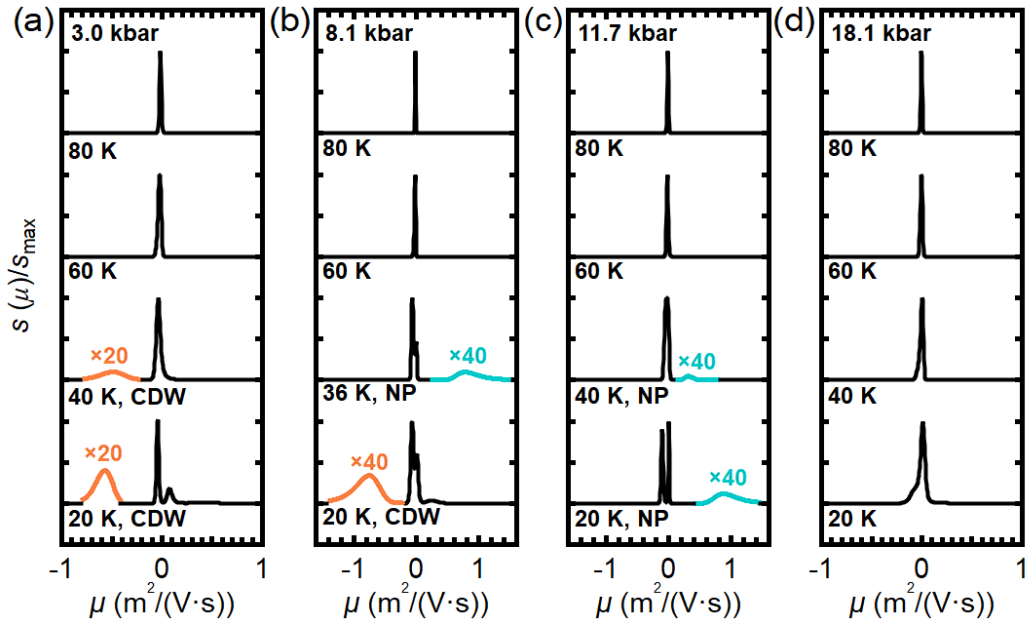 (a) (b) (c) (d)
3.0 kbar 8.1 kbar 11.7 kbar 18.1 kbar
80 K 80 K 80 K 80 K
60 K 60 K 60 K 60 K
s (μ)/smax
×20 ×40 ×40
40 K, CDW 36 K, NP 40 K, NP 40 K
×20 ×40 ×40
20 K, CDW 20 K, CDW 20 K, NP 20 K
-1 0 1 -1 0 1 -1 0 1 -1 0 1
μ (m²/(V·s)) μ (m²/(V·s)) μ (m²/(V·s)) μ (m²/(V·s))